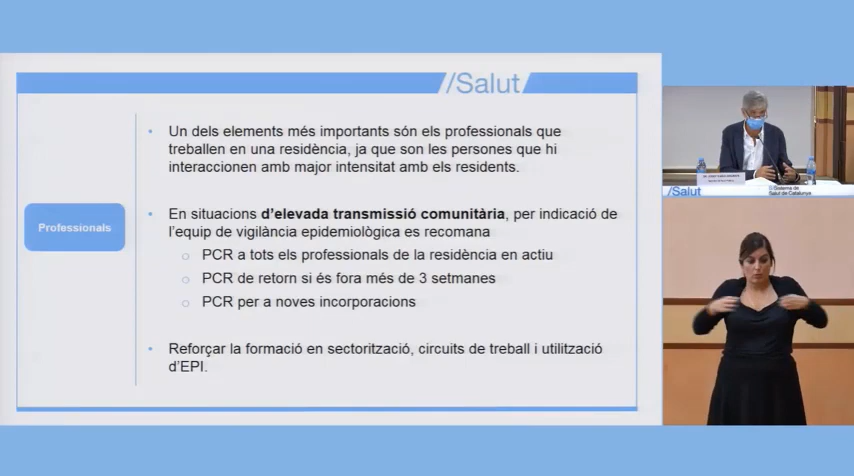 //Salut/
• Un dels elements més importants són els professionals que
treballen en una residència, ja que son les persones que hi
interaccionen amb major intensitat amb els residents.
• En situacions d'elevada transmissió comunitària, per indicació de
l'equip de vigilància epidemiològica es recomana
Professionals
○ PCR a tots els professionals de la residència en actiu
○ PCR de retorn si és fora més de 3 setmanes
○ PCR per a noves incorporacions
• Reforçar la formació en sectorització, circuits de treball i utilització
d'EPI.
/Salut
Sistema de
Salut de Catalunya